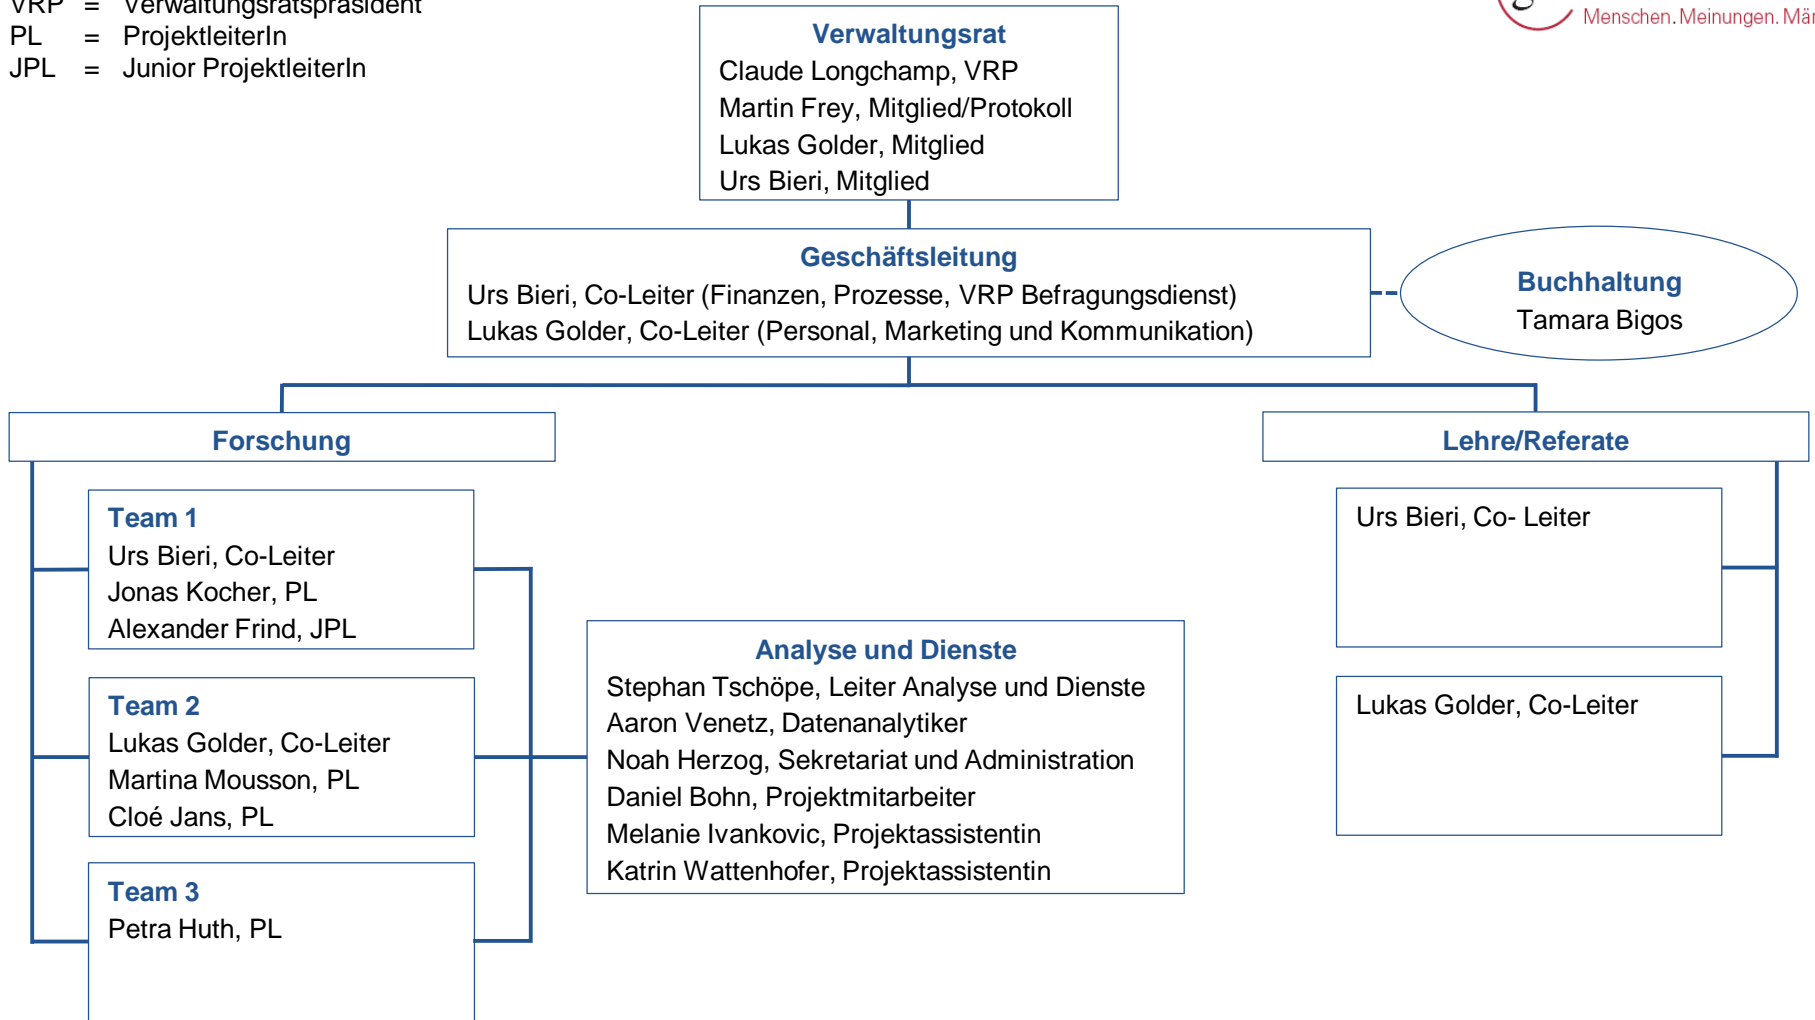 VRP = Verwaltungsratspräsident
PL = ProjektleiterIn
JPL = Junior ProjektleiterIn
Menschen. Meinungen.
Verwaltungsrat
Claude Longchamp, VRP
Martin Frey, Mitglied/Protokoll
Lukas Golder, Mitglied
Urs Bieri, Mitglied
Geschäftsleitung
Urs Bieri, Co-Leiter (Finanzen, Prozesse, VRP Befragungsdienst)
Lukas Golder, Co-Leiter (Personal, Marketing und Kommunikation)
Buchhaltung
Tamara Bigos
Forschung
Team 1
Urs Bieri, Co-Leiter
Jonas Kocher, PL
Alexander Frind, JPL
Team 2
Lukas Golder, Co-Leiter
Martina Mousson, PL
Cloé Jans, PL
Team 3
Petra Huth, PL
Analyse und Dienste
Stephan Tschöpe, Leiter Analyse und Dienste
Aaron Venetz, Datenanalytiker
Noah Herzog, Sekretariat und Administration
Daniel Bohn, Projektmitarbeiter
Melanie Ivankovic, Projektassistentin
Katrin Wattenhofer, Projektassistentin
Lehre/Referate
Urs Bieri, Co- Leiter
Lukas Golder, Co-Leiter